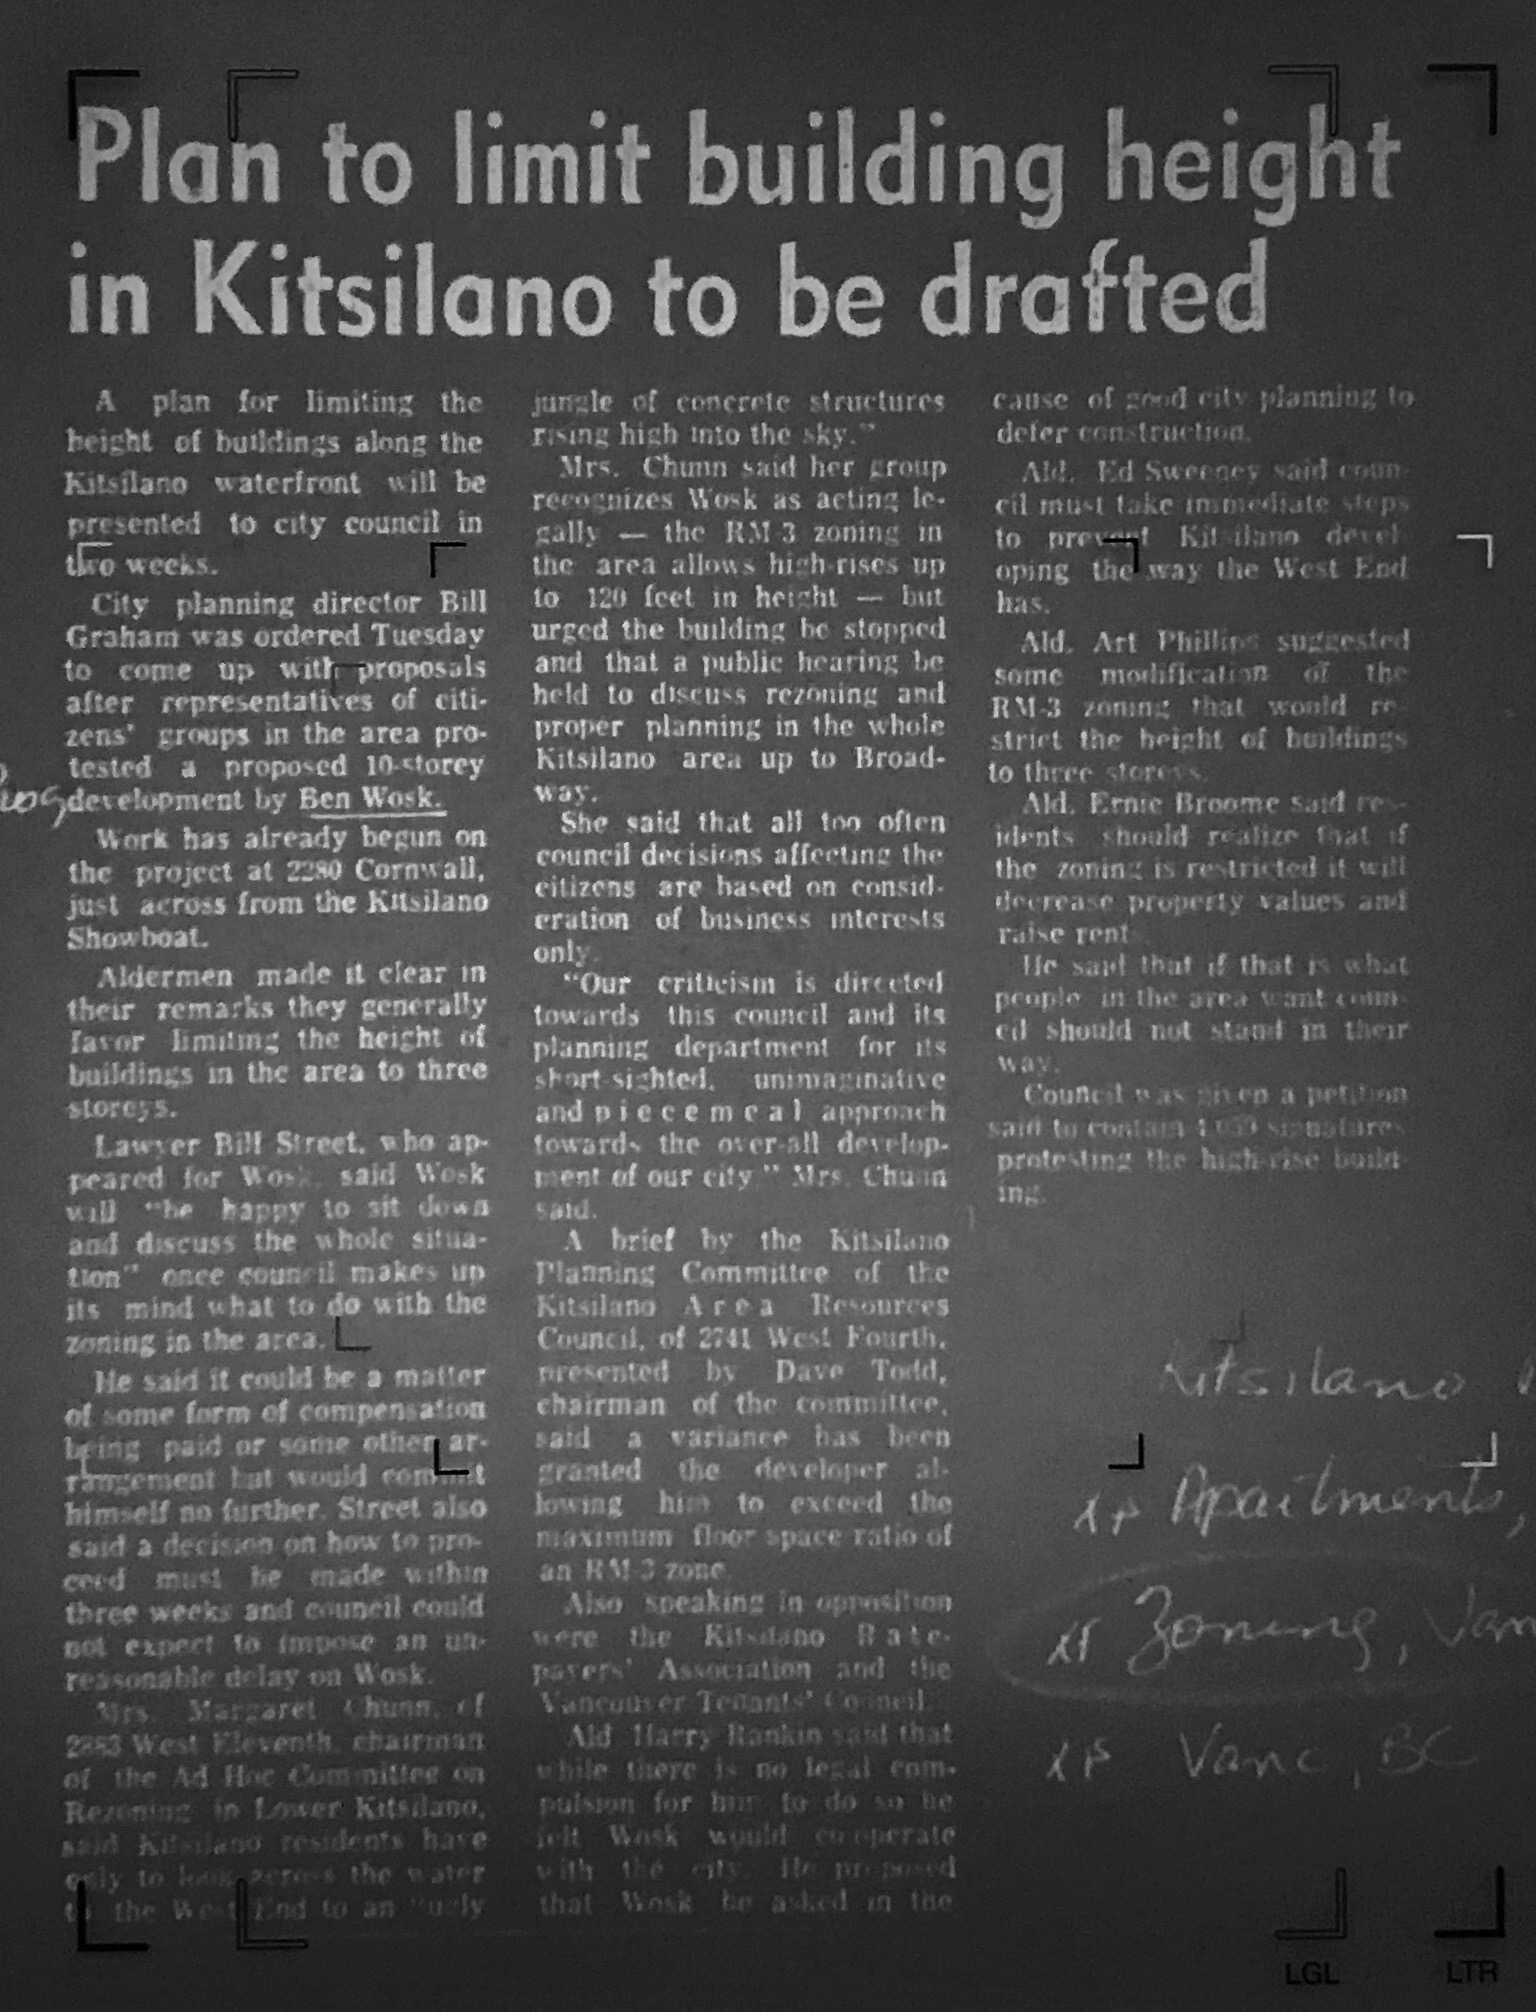 Plan to limit building height
in Kitsilano to be drafted
A plan for limiting the
height of buildings along the
Kitsilano waterfront will be
presented to city council in
two weeks.
City planning director Bill
Graham was ordered Tuesday
to come up with proposals
after representatives of citi-
zens' groups in the area pro-
tested a proposed 10-storey
development by Ben Wosk.
Work has already begun on
the project at 2280 Cornwall,
just across from the Kitsilano
Showboat.
Aldermen made it clear in
their remarks they generally
favor limiting the height of
buildings in the area to three
storeys.
Lawyer Bill Street, who ap-
peared for Wosk, said Wosk
will "be happy to sit down
and discuss the whole situa-
tion" once council makes up
its mind what to do with the
zoning in the area.
He said it could be a matter
of some form of compensation
being paid or some other ar-
rangement but would commit
himself no further. Street also
said a decision on how to pro-
ceed must be made within
three weeks and council could
not expect to impose an un-
reasonable delay on Wosk.
Mrs. Margaret Chunn, of
West Eleventh, chairman
of the Ad Hoc Committee on
Rezoning in Lower Kitsilano,
said Kitsilano residents have
only to look across the water
to the West End to an "ugly
jungle of concrete structures
rising high into the sky."
Mrs. Chunn said her group
recognizes Wosk as acting le-
gally — the RM-3 zoning in
the area allows high-rises up
to 120 feet in height — but
urged the building be stopped
and that a public hearing be
held to discuss rezoning and
proper planning in the whole
Kitsilano area up to Broad-
way.
She said that all too often
council decisions affecting the
citizens are based on consid-
eration of business interests
only.
"Our criticism is directed
towards this council and its
planning department for its
short-sighted, unimaginative
and piecemeal approach
towards the over-all develop-
ment of our city" Mrs. Chunn
said.
A brief by the Kitsilano
Planning Committee of the
Kitsilano Area Resources
Council, of 2741 West Fourth,
presented by Dave Todd,
chairman of the committee,
said a variance has been
granted the developer al-
lowing him to exceed the
maximum floor space ratio of
an RM-3 zone.
Also speaking in opposition
were the Kitsilano Rate-
payers' Association and the
Vancouver Tenants' Council.
Ald Harry Rankin said that
while there is no legal com-
pulsion for him to do so he
felt Wosk would co-operate
with the city. He proposed
that Wosk be asked in the
cause of good city planning to
defer construction.
Ald. Ed Sweeney said coun-
cil must take immediate steps
to prevent Kitsilano devel-
oping the way the West End
has.
Ald. Art Phillips suggested
some modification of the
RM-3 zoning that would re-
strict the height of buildings
to three storeys.
Ald. Ernie Broome said res-
idents should realize that if
the zoning is restricted it will
decrease property values and
raise rent
He said that if that is what
people in the area want coun-
cil should not stand in their
way.
Council was given a petition
said to contain signatures
protesting the high-rise build-
ing.
Kitsilano
Apartments,
Zoning, Van
Vanc, BC
LGL
LTR